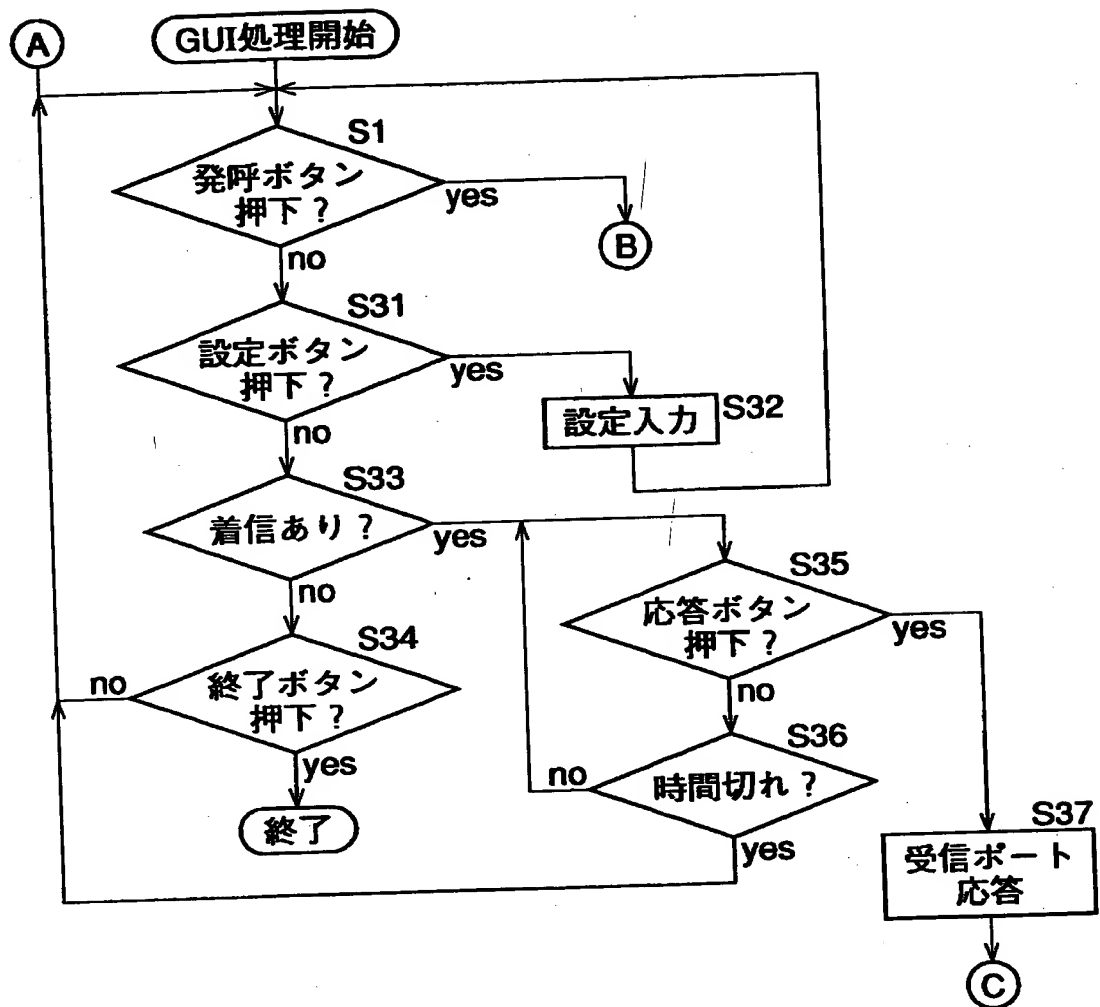 A
GUI処理開始
S1
発呼ボタン
押下?
yes
B
no
S31
設定ボタン
押下?
yes
設定入力
S32
no
S33
着信あり?
yes
no
S35
応答ボタン
押下?
yes
S34
no
終了ボタン
押下?
no
S36
no
時間切れ?
yes
終了
S37
yes
受信ポート
応答
C